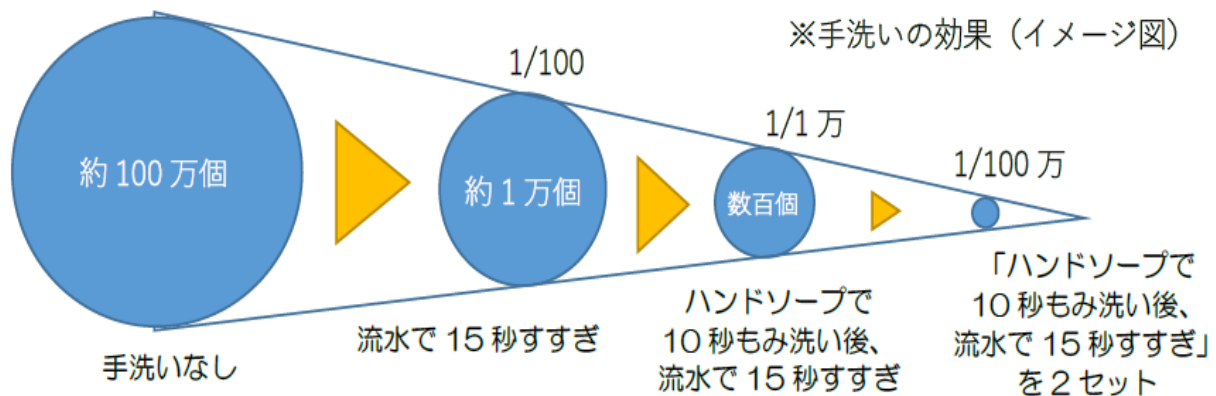 ※手洗いの効果（イメージ図）
1/100
1/1万
1/100万
約100万個
約1万個
数百個
手洗いなし
流水で15秒すすぎ
ハンドソープで
10秒もみ洗い後、
流水で15秒すすぎ
「ハンドソープで
10秒もみ洗い後、
流水で15秒すすぎ」
を2セット